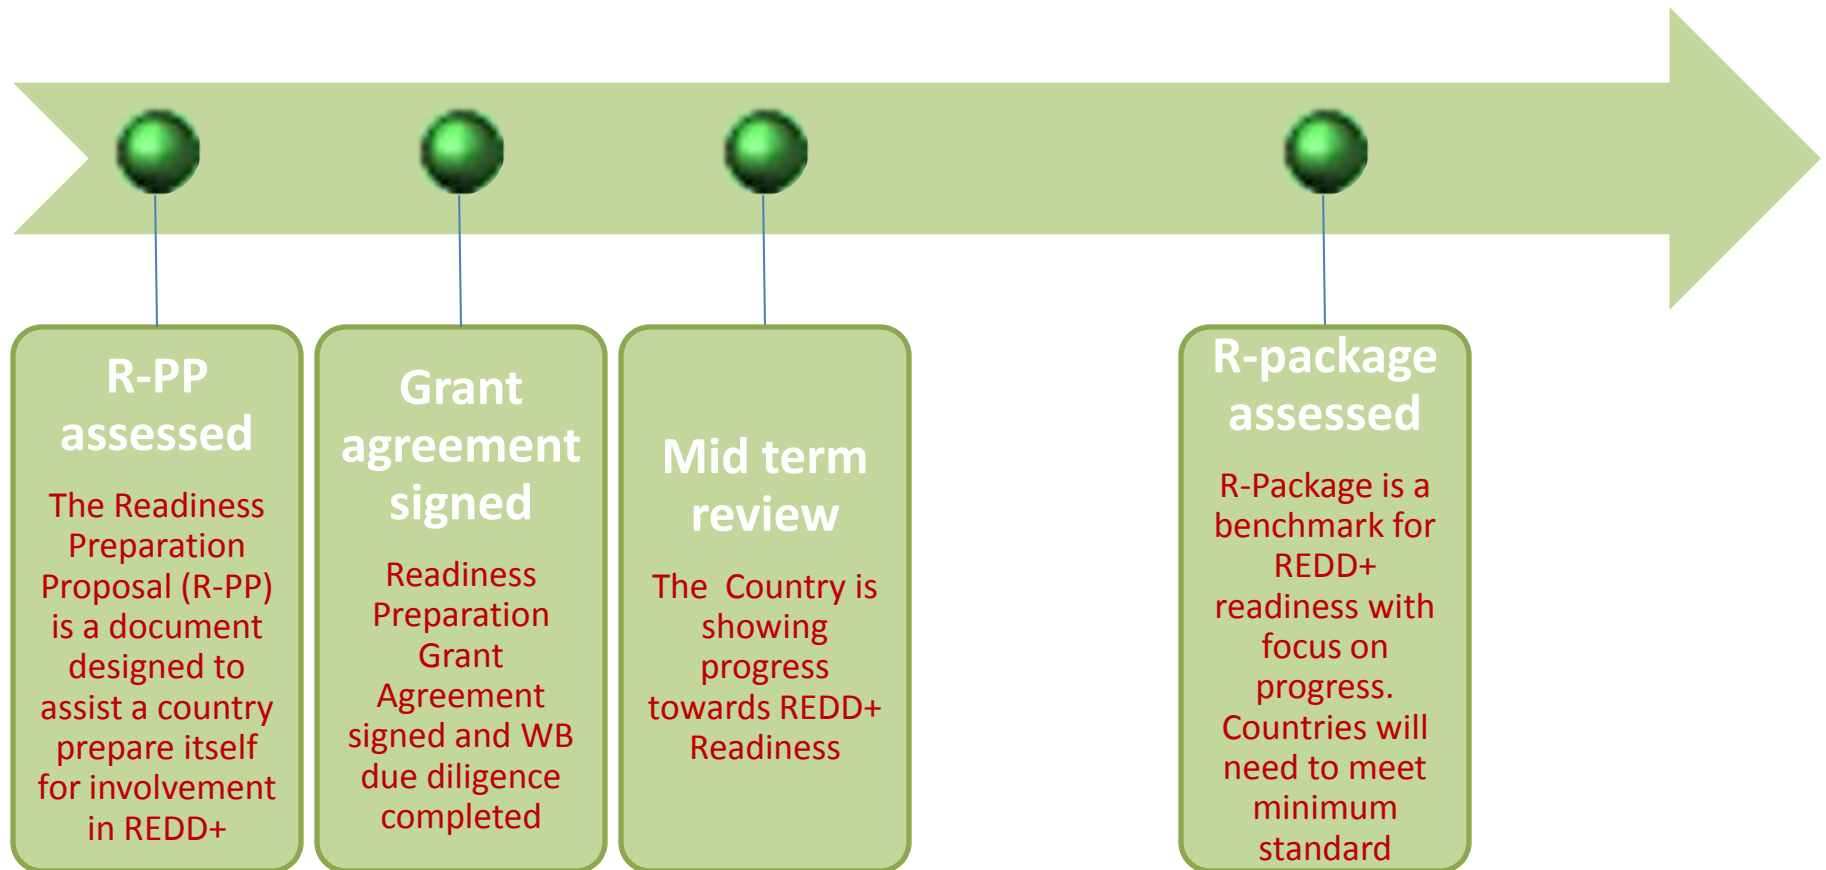 R-PP
assessed
The Readiness
Preparation
Proposal (R-PP)
is a document
designed to
assist a country
prepare itself
for involvement
in REDD+
Grant
agreement
signed
Readiness
Preparation
Grant
Agreement
signed and WB
due diligence
completed
Mid term
review
The Country is
showing
progress
towards REDD+
Readiness
R-package
assessed
R-Package is a
benchmark for
REDD+
readiness with
focus on
progress.
Countries will
need to meet
minimum
standard